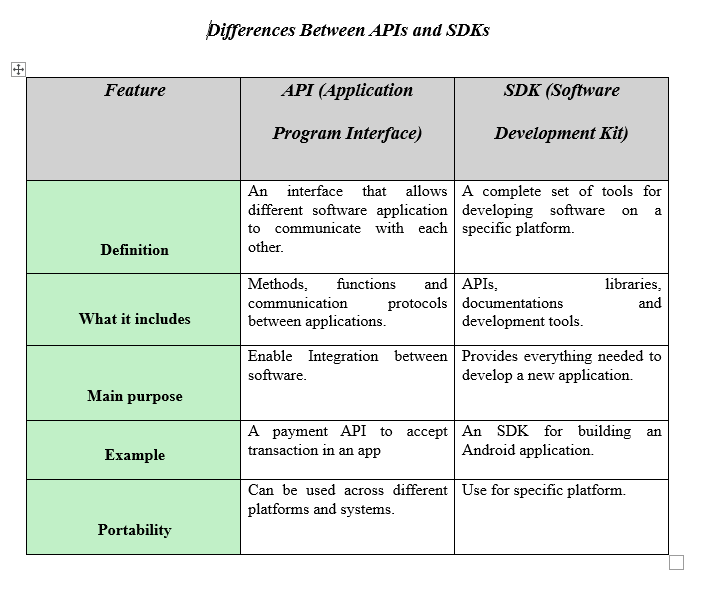 Differences Between APIs and SDKs
Feature
API (Application
Program Interface)
SDK (Software
Development Kit)
Definition
An interface that allows
different software application
to communicate with each
other.
A complete set of tools for
developing software on a
specific platform.
What it includes
Methods, functions and
communication protocols
between applications.
APIs, libraries,
documentations and
development tools.
Main purpose
Enable Integration between
software.
Provides everything needed to
develop a new application.
Example
A payment API to accept
transaction in an app
An SDK for building an
Android application.
Portability
Can be used across different
platforms and systems.
Use for specific platform.